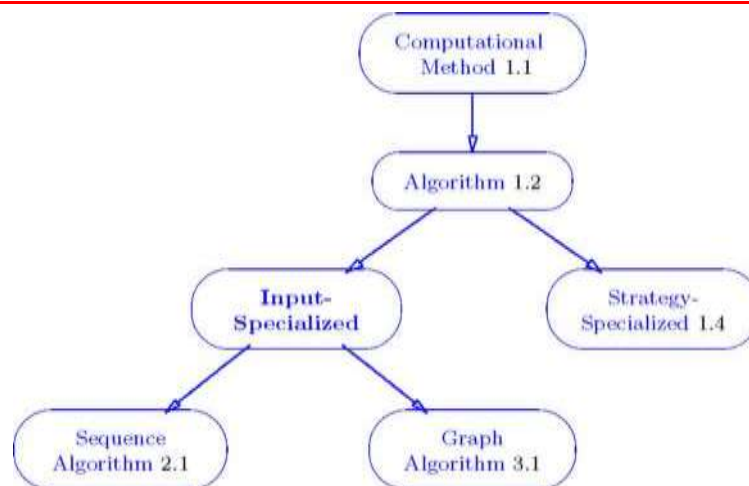 Computational
Method 1.1
Algorithm 1.2
Input-
Specialized
Strategy-
Specialized 1.4
Sequence
Algorithm 2.1
Graph
Algorithm 3.1